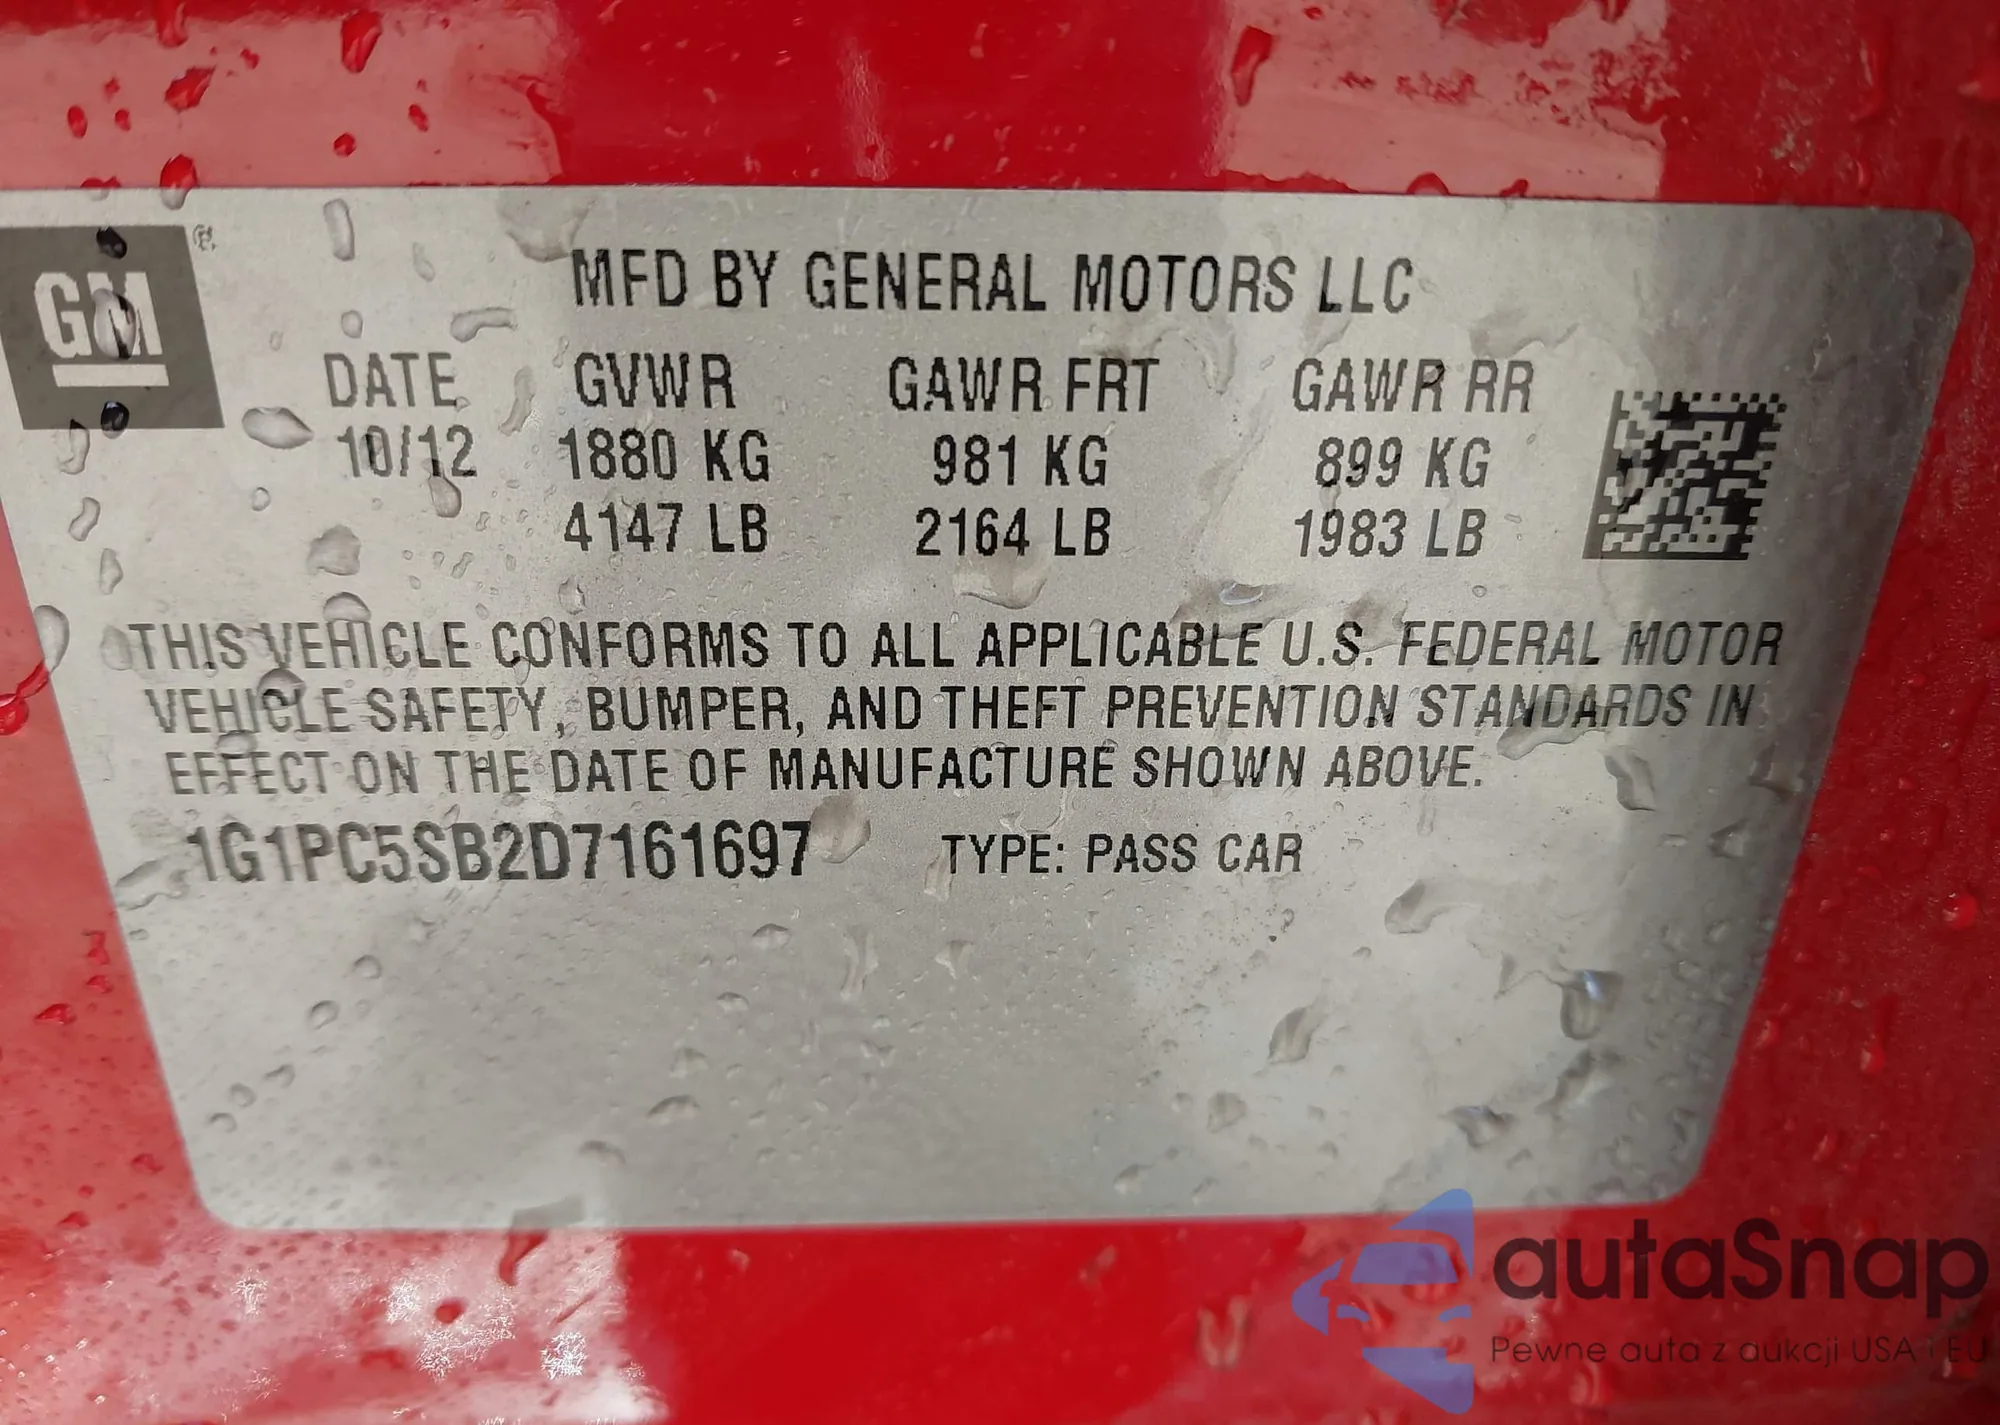 GM ®
MFD BY GENERAL MOTORS LLC
DATE GVWR GAWR FRT GAWR RR
10/12 1880 KG 981 KG 899 KG
4147 LB 2164 LB 1983 LB
THIS VEHICLE CONFORMS TO ALL APPLICABLE U.S. FEDERAL MOTOR
VEHICLE SAFETY, BUMPER, AND THEFT PREVENTION STANDARDS IN
EFFECT ON THE DATE OF MANUFACTURE SHOWN ABOVE.
1G1PC5SB2D7161697 TYPE: PASS CAR
autaSnap
Pewne auta z aukcji USA i EU